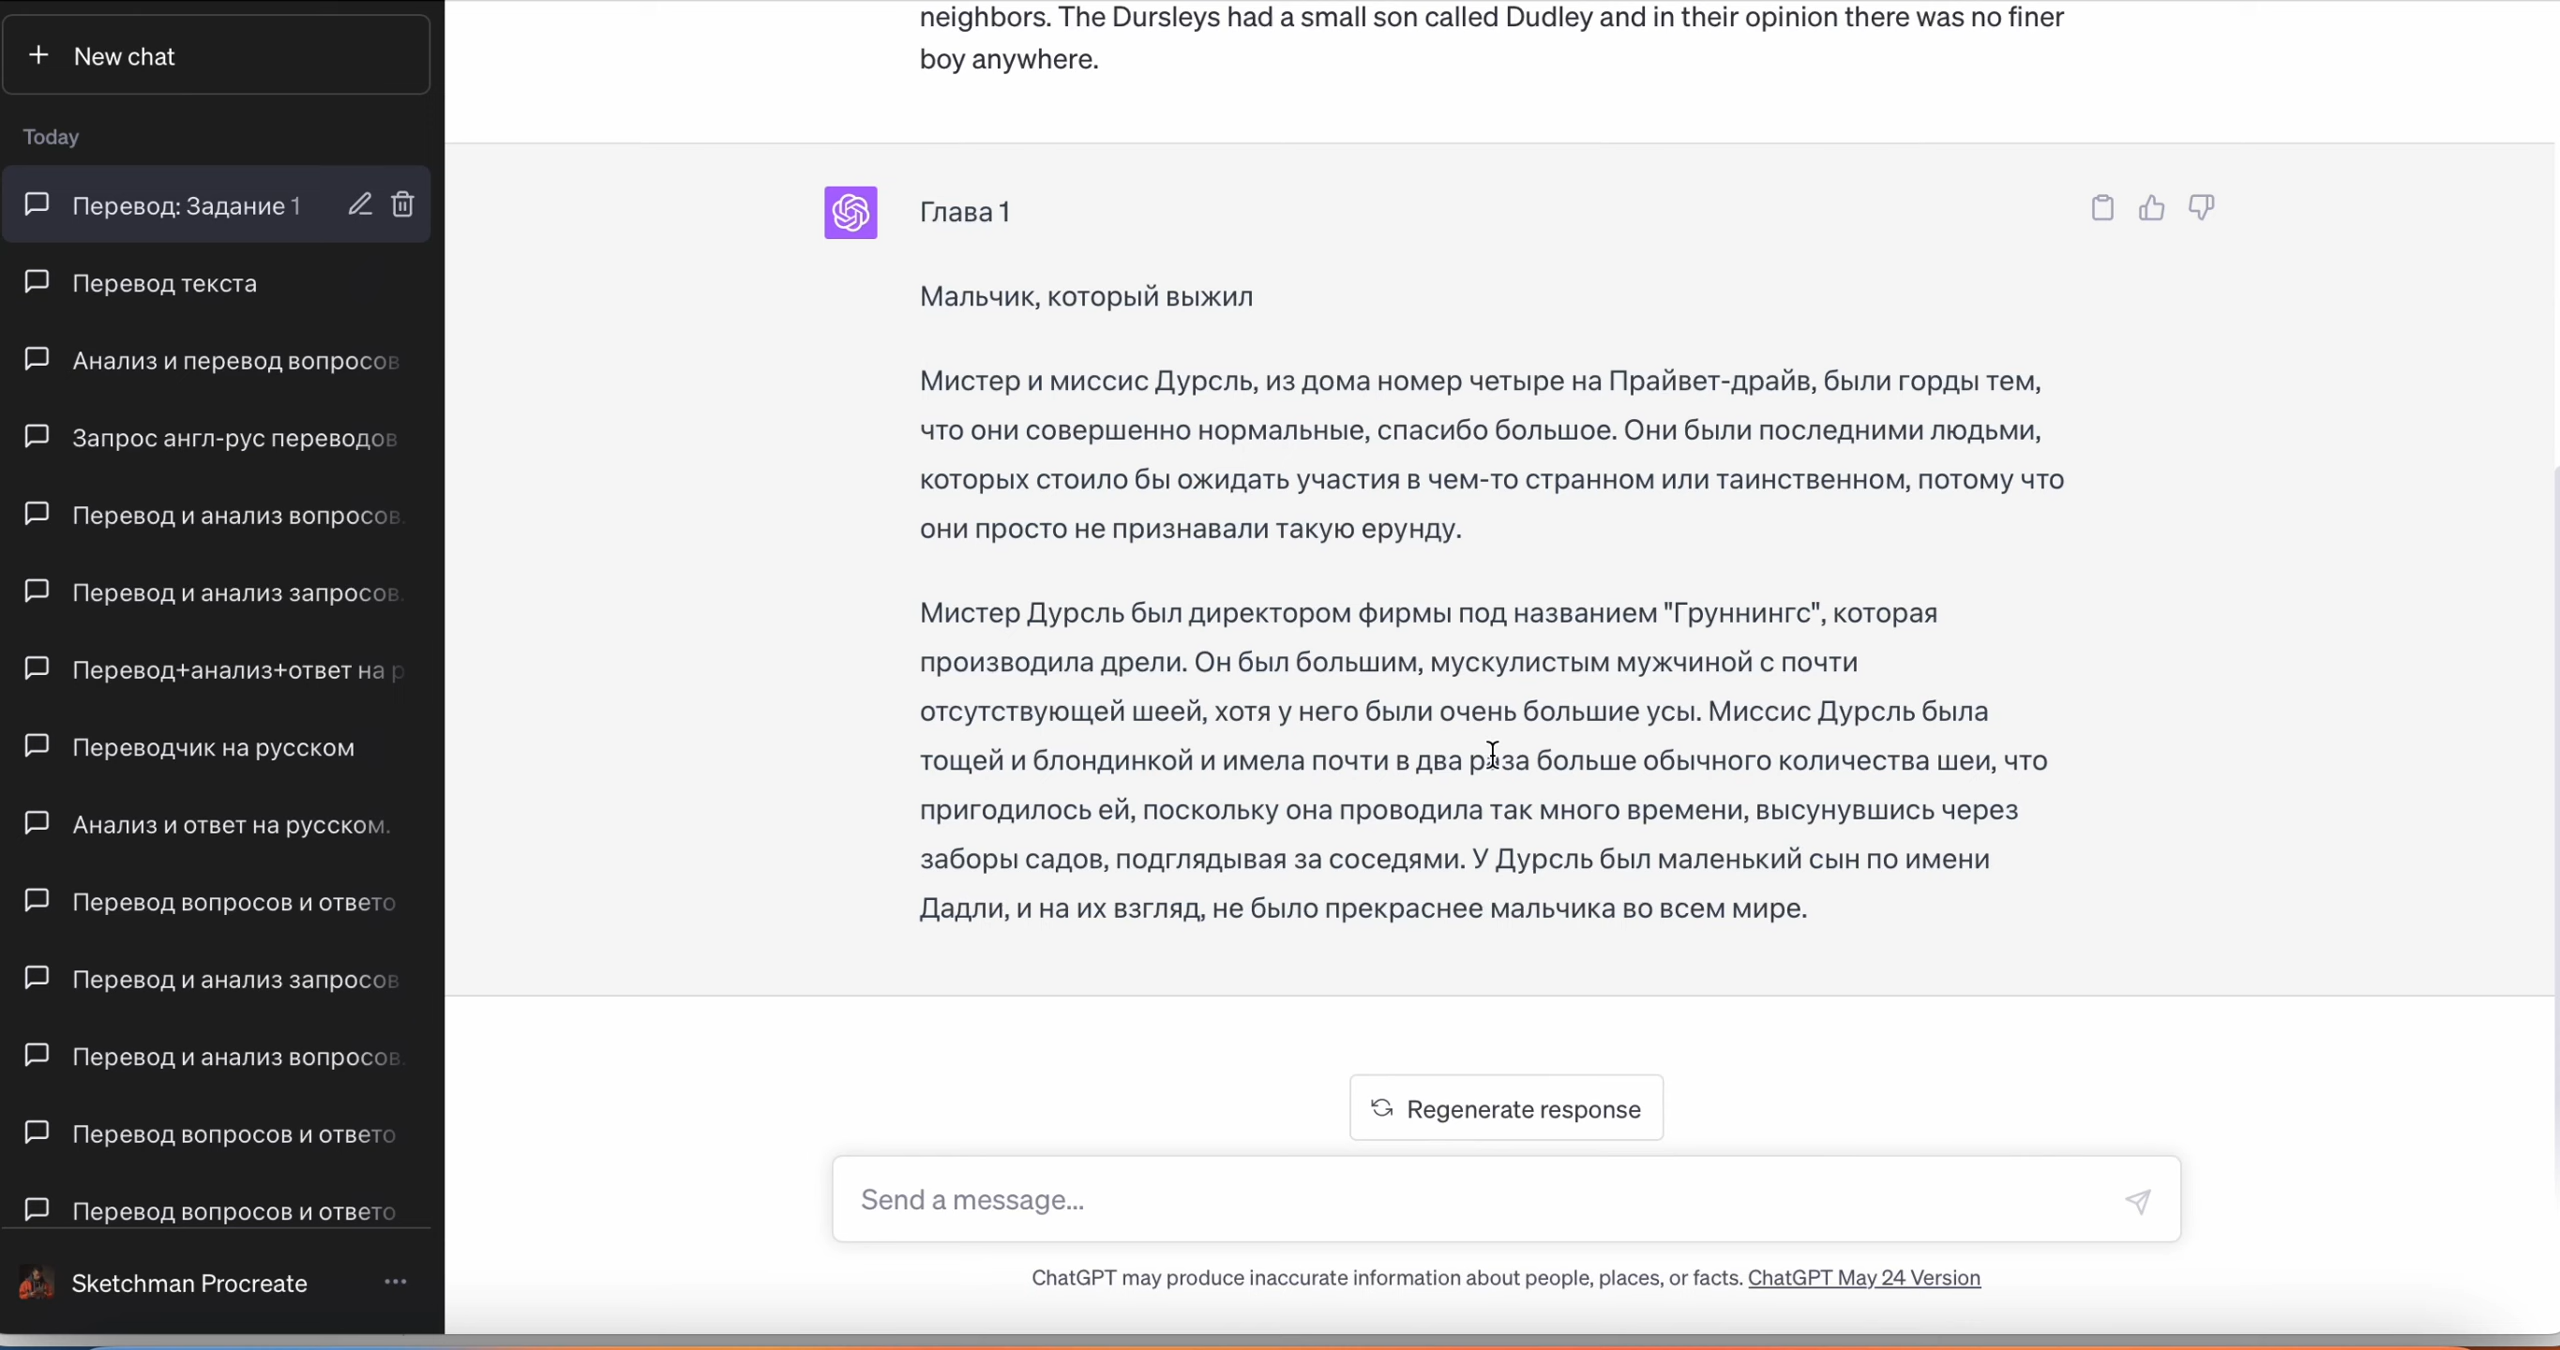 New chat
Today
Перевод: Задание 1
Перевод текста
Анализ и перевод вопросов
Запрос англ-рус переводов
Перевод и анализ вопросов.
Перевод и анализ запросов.
Перевод+анализ+ответ на р
Переводчик на русском
Анализ и ответ на русском.
Перевод вопросов и ответо
Перевод и анализ запросов
Перевод и анализ вопросов.
Перевод вопросов и ответо
Перевод вопросов и ответо
Sketchman Procreate
neighbors. The Dursleys had a small son called Dudley and in their opinion there was no finer
boy anywhere.
Глава 1
Мальчик, который выжил
Мистер и миссис Дурсль, из дома номер четыре на Прайвет-драйв, были горды тем,
что они совершенно нормальные, спасибо большое. Они были последними людьми,
которых стоило бы ожидать участия в чем-то странном или таинственном, потому что
они просто не признавали такую ерунду.
Мистер Дурсль был директором фирмы под названием "Груннингс", которая
производила дрели. Он был большим, мускулистым мужчиной с почти
отсутствующей шеей, хотя у него были очень большие усы. Миссис Дурсль была
тощей и блондинкой и имела почти в два раза больше обычного количества шеи, что
пригодилось ей, поскольку она проводила так много времени, высунувшись через
заборы садов, подглядывая за соседями. У Дурсль был маленький сын по имени
Дадли, и на их взгляд, не было прекраснее мальчика во всем мире.
Regenerate response
Send a message...
ChatGPT may produce inaccurate information about people, places, or facts. ChatGPT May 24 Version